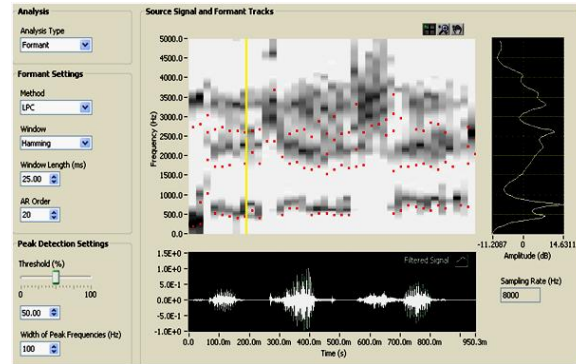 Analysis
Analysis Type
Formant
Formant Settings
Method
LPC
Window
Hamming
Window Length (ms)
25.00
AR Order
20
Peak Detection Settings
Threshold (%)
0 100
50.00
Width of Peak Frequencies (Hz)
100
Source Signal and Formant Tracks
Frequency (Hz)
5000.0
4500.0
4000.0
3500.0
3000.0
2500.0
2000.0
1500.0
1000.0
500.0
0.0
-11.2087 0 14.6311
Amplitude (dB)
Filtered Signal
1.5E+0
1.0E+0
5.0E-1
0.0E+0
-5.0E-1
-1.0E+0
0.0 100.0m 200.0m 300.0m 400.0m 500.0m 600.0m 700.0m 800.0m 950.3m
Time (s)
Sampling Rate (Hz)
8000